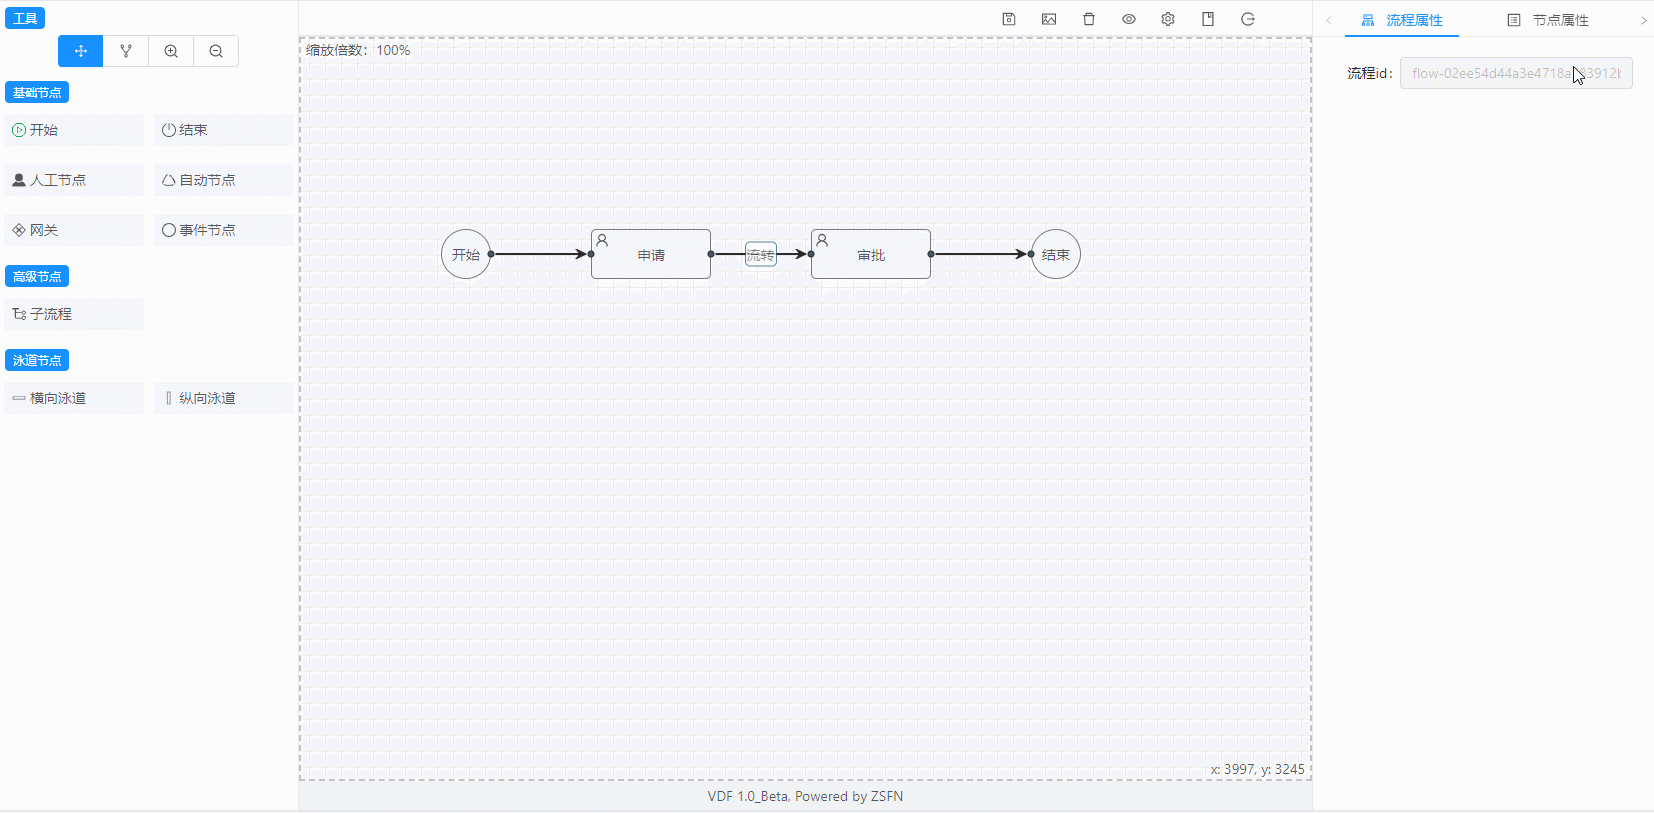 工具
基础节点
开始
结束
人工节点
自动节点
网关
事件节点
高级节点
子流程
泳道节点
横向泳道
纵向泳道
缩放倍数：100%
开始
申请
流转
审批
结束
x: 3997, y: 3245
VDF 1.0_Beta, Powered by ZSFN
流程属性
节点属性
流程id：
flow-02ee54d44a3e4718a
83912b